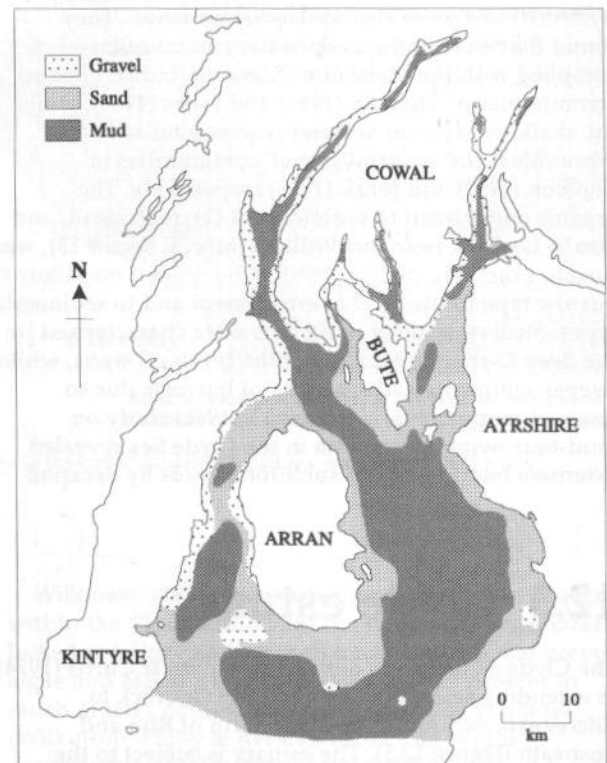 Gravel
Sand
Mud
COWAL
N
BUTE
AYRSHIRE
ARRAN
KINTYRE
0 10
km